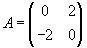 A = ( 0 2
-2 0 )